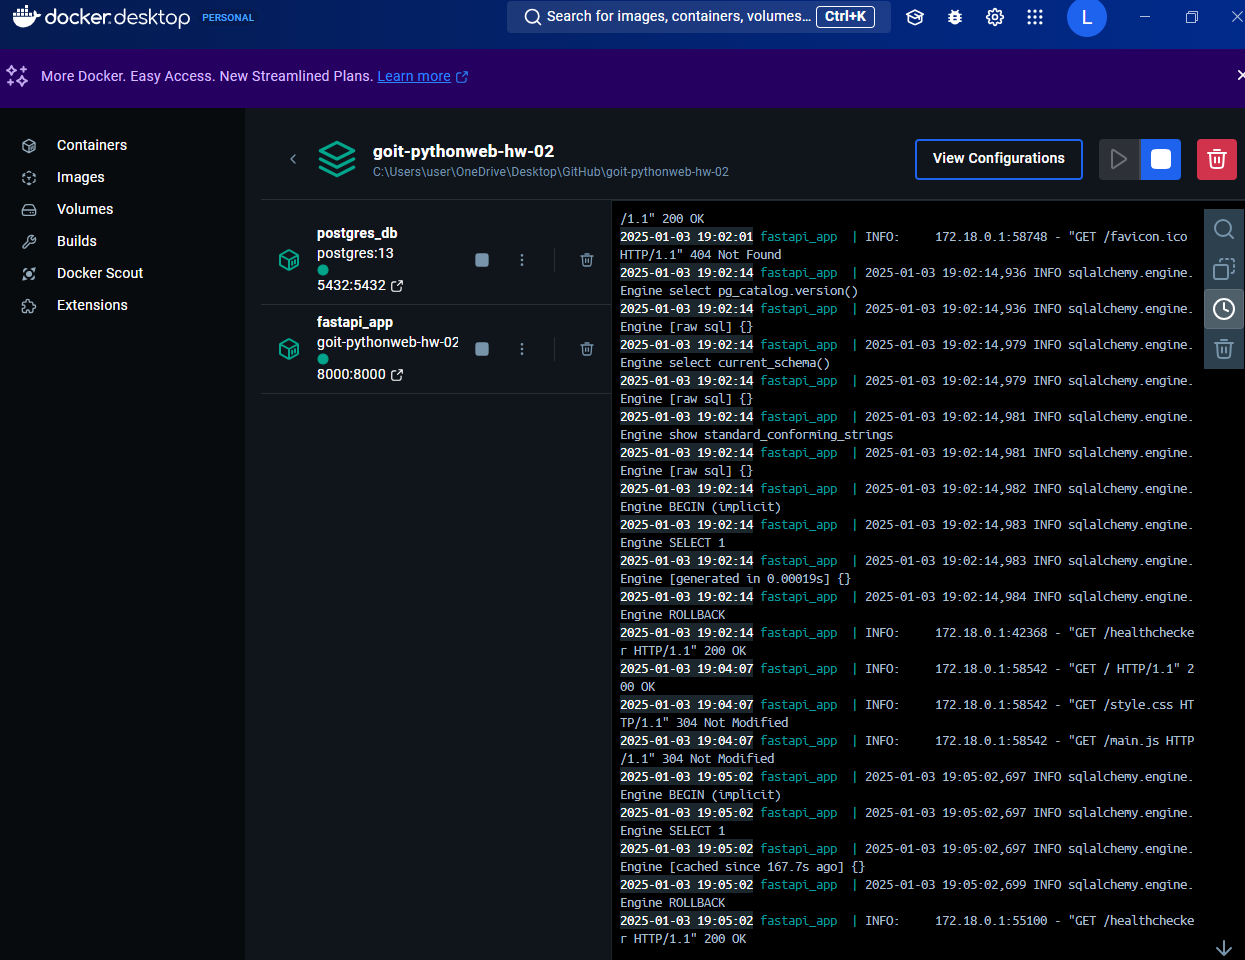 docker.desktop PERSONAL
Search for images, containers, volumes... Ctrl+K
L
More Docker. Easy Access. New Streamlined Plans. Learn more
Containers
Images
Volumes
Builds
Docker Scout
Extensions
goit-pythonweb-hw-02
C:\Users\user\OneDrive\Desktop\GitHub\goit-pythonweb-hw-02
View Configurations
postgres_db
postgres:13
5432:5432
fastapi_app
goit-pythonweb-hw-02
8000:8000
/1.1" 200 OK
2025-01-03 19:02:01 fastapi_app | INFO: 172.18.0.1:58748 - "GET /favicon.ico
HTTP/1.1" 404 Not Found
2025-01-03 19:02:14 fastapi_app | 2025-01-03 19:02:14,936 INFO sqlalchemy.engine.
Engine select pg_catalog.version()
2025-01-03 19:02:14 fastapi_app | 2025-01-03 19:02:14,936 INFO sqlalchemy.engine.
Engine [raw sql] {}
2025-01-03 19:02:14 fastapi_app | 2025-01-03 19:02:14,979 INFO sqlalchemy.engine.
Engine select current_schema()
2025-01-03 19:02:14 fastapi_app | 2025-01-03 19:02:14,979 INFO sqlalchemy.engine.
Engine [raw sql] {}
2025-01-03 19:02:14 fastapi_app | 2025-01-03 19:02:14,981 INFO sqlalchemy.engine.
Engine show standard_conforming_strings
2025-01-03 19:02:14 fastapi_app | 2025-01-03 19:02:14,981 INFO sqlalchemy.engine.
Engine [raw sql] {}
2025-01-03 19:02:14 fastapi_app | 2025-01-03 19:02:14,982 INFO sqlalchemy.engine.
Engine BEGIN (implicit)
2025-01-03 19:02:14 fastapi_app | 2025-01-03 19:02:14,983 INFO sqlalchemy.engine.
Engine SELECT 1
2025-01-03 19:02:14 fastapi_app | 2025-01-03 19:02:14,983 INFO sqlalchemy.engine.
Engine [generated in 0.00019s] {}
2025-01-03 19:02:14 fastapi_app | 2025-01-03 19:02:14,984 INFO sqlalchemy.engine.
Engine ROLLBACK
2025-01-03 19:02:14 fastapi_app | INFO: 172.18.0.1:42368 - "GET /healthchecke
r HTTP/1.1" 200 OK
2025-01-03 19:04:07 fastapi_app | INFO: 172.18.0.1:58542 - "GET / HTTP/1.1" 2
00 OK
2025-01-03 19:04:07 fastapi_app | INFO: 172.18.0.1:58542 - "GET /style.css HT
TP/1.1" 304 Not Modified
2025-01-03 19:04:07 fastapi_app | INFO: 172.18.0.1:58542 - "GET /main.js HTTP
/1.1" 304 Not Modified
2025-01-03 19:05:02 fastapi_app | 2025-01-03 19:05:02,697 INFO sqlalchemy.engine.
Engine BEGIN (implicit)
2025-01-03 19:05:02 fastapi_app | 2025-01-03 19:05:02,697 INFO sqlalchemy.engine.
Engine SELECT 1
2025-01-03 19:05:02 fastapi_app | 2025-01-03 19:05:02,697 INFO sqlalchemy.engine.
Engine [cached since 167.7s ago] {}
2025-01-03 19:05:02 fastapi_app | 2025-01-03 19:05:02,699 INFO sqlalchemy.engine.
Engine ROLLBACK
2025-01-03 19:05:02 fastapi_app | INFO: 172.18.0.1:55100 - "GET /healthchecke
r HTTP/1.1" 200 OK